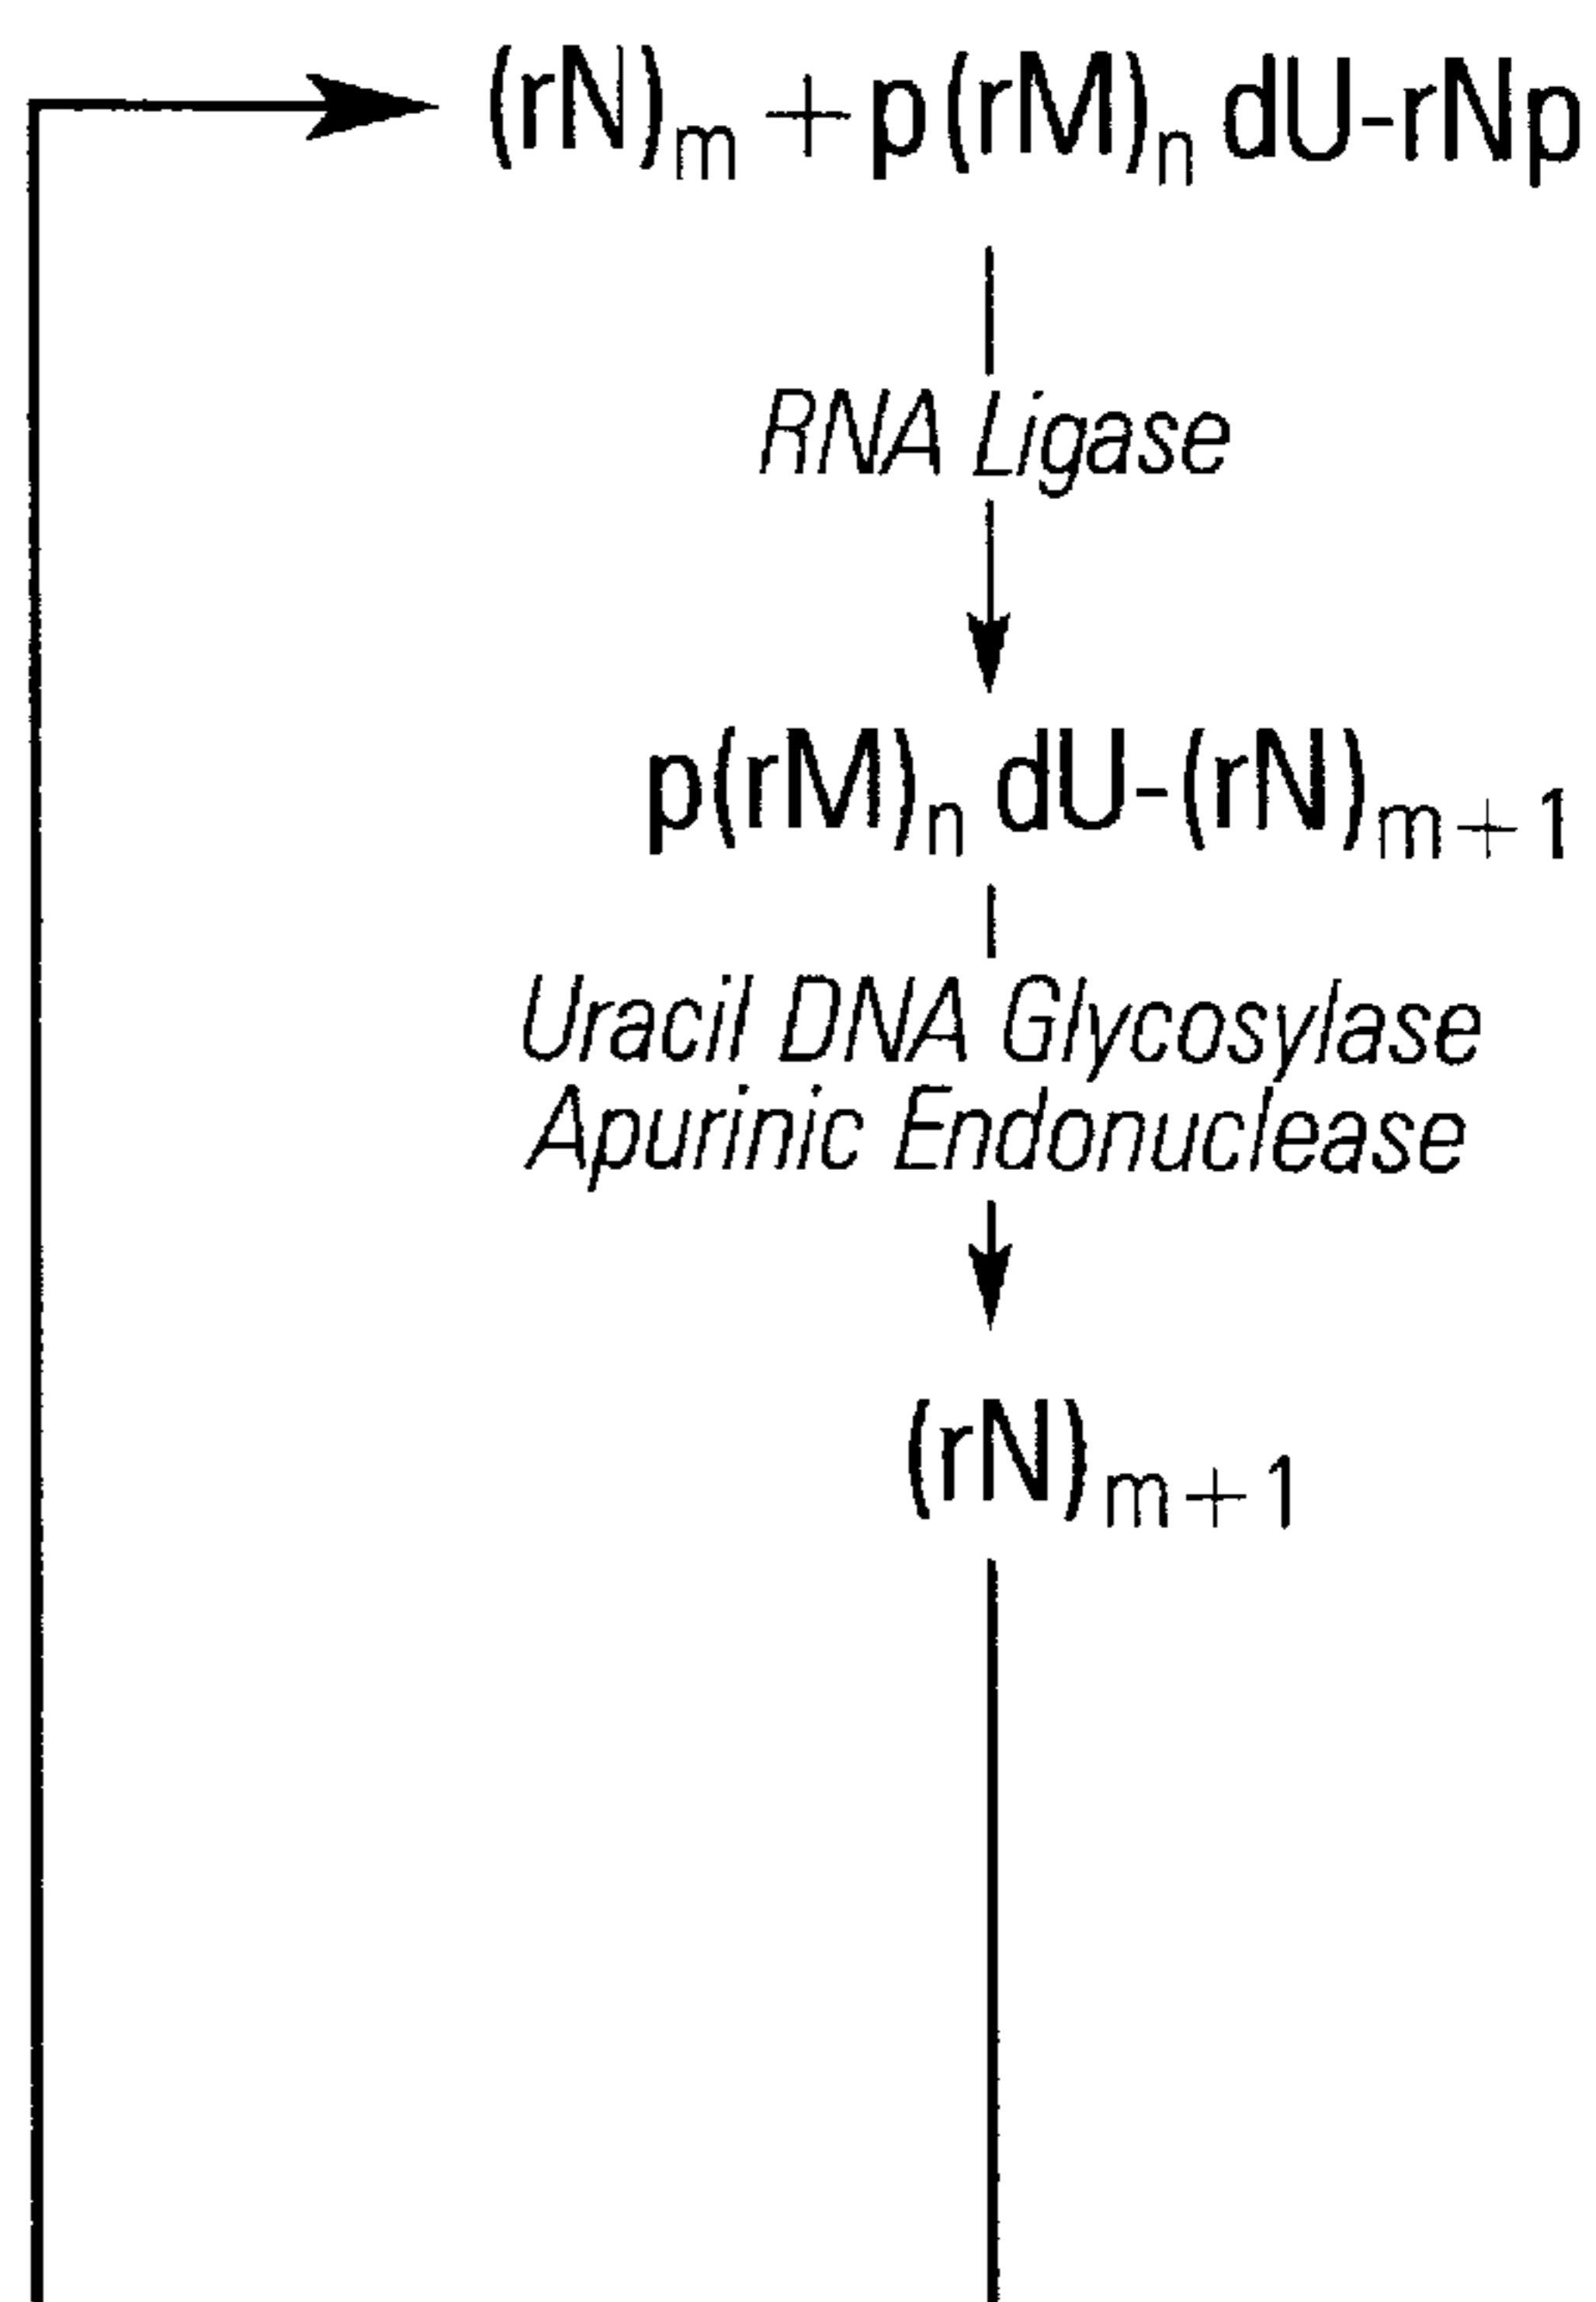 (rN)m + p(rM)n dU-rNp
RNA Ligase
p(rM)n dU-(rN)m+1
Uracil DNA Glycosylase
Apurinic Endonuclease
(rN)m+1